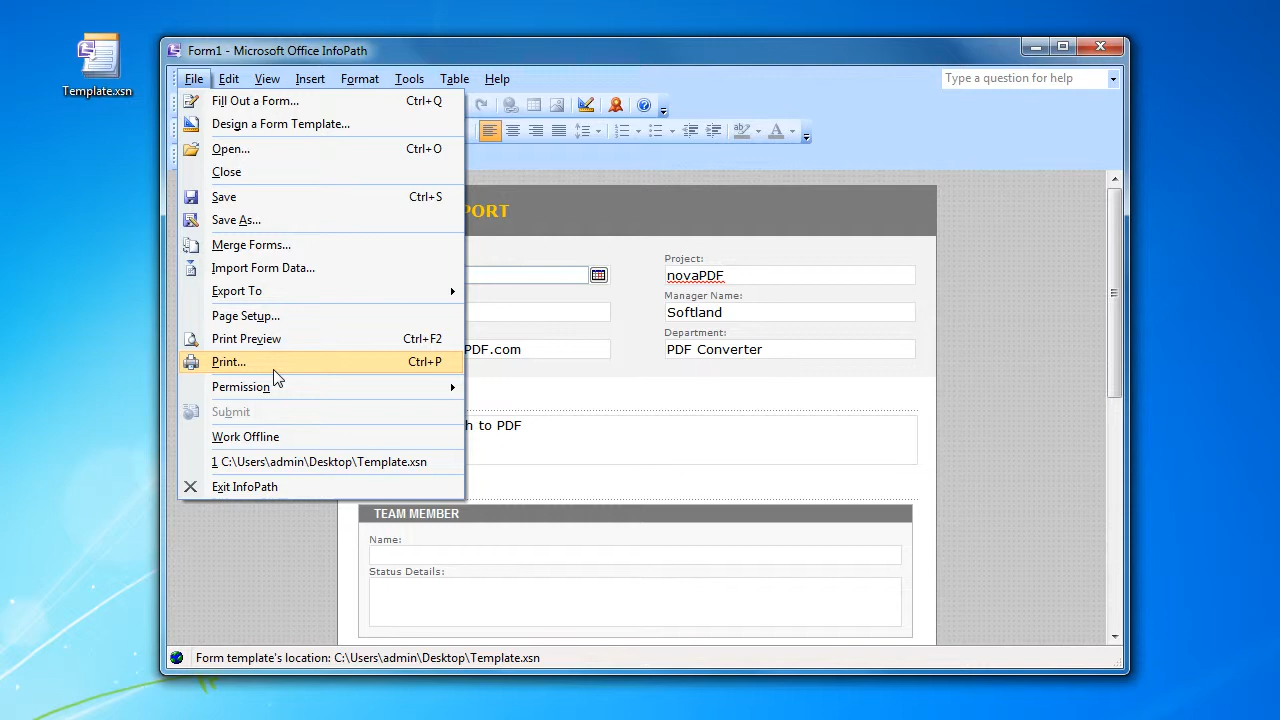 Template.xsn
Form1 - Microsoft Office InfoPath
File Edit View Insert Format Tools Table Help
Type a question for help
Fill Out a Form... Ctrl+Q
Design a Form Template...
Open... Ctrl+O
Close
Save Ctrl+S
Save As...
Merge Forms...
Import Form Data...
Export To
Page Setup...
Print Preview Ctrl+F2
Print... Ctrl+P
Permission
Submit
Work Offline
1 C:\Users\admin\Desktop\Template.xsn
Exit InfoPath
PORT
Project:
novaPDF
Manager Name:
Softland
Department:
PDF.com
PDF Converter
h to PDF
TEAM MEMBER
Name:
Status Details:
Form template's location: C:\Users\admin\Desktop\Template.xsn